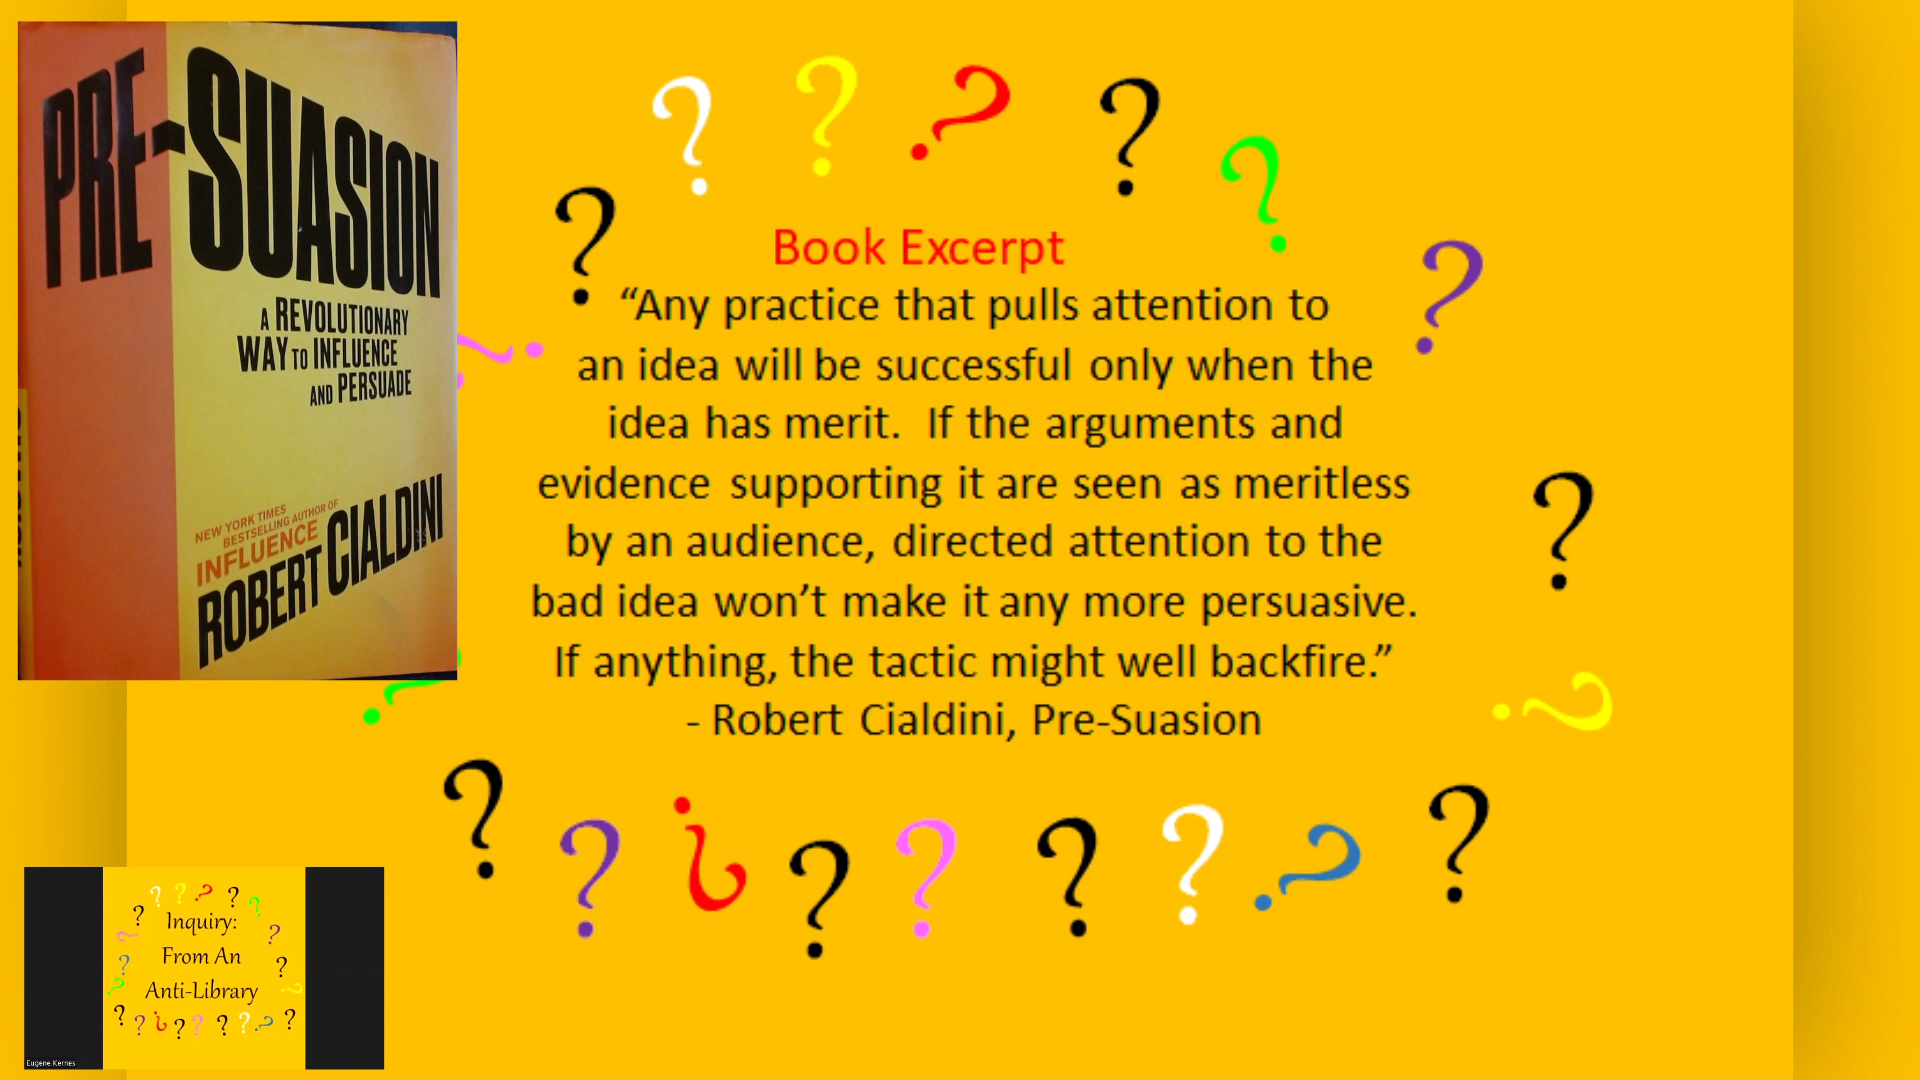 PRE-SUASION
A REVOLUTIONARY
WAY TO INFLUENCE
AND PERSUADE
NEW YORK TIMES
BESTSELLING AUTHOR OF
INFLUENCE
ROBERT CIALDINI
Book Excerpt
“Any practice that pulls attention to
an idea will be successful only when the
idea has merit. If the arguments and
evidence supporting it are seen as meritless
by an audience, directed attention to the
bad idea won’t make it any more persuasive.
If anything, the tactic might well backfire.”
- Robert Cialdini, Pre-Suasion
Inquiry:
From An
Anti-Library
Eugene Kernes